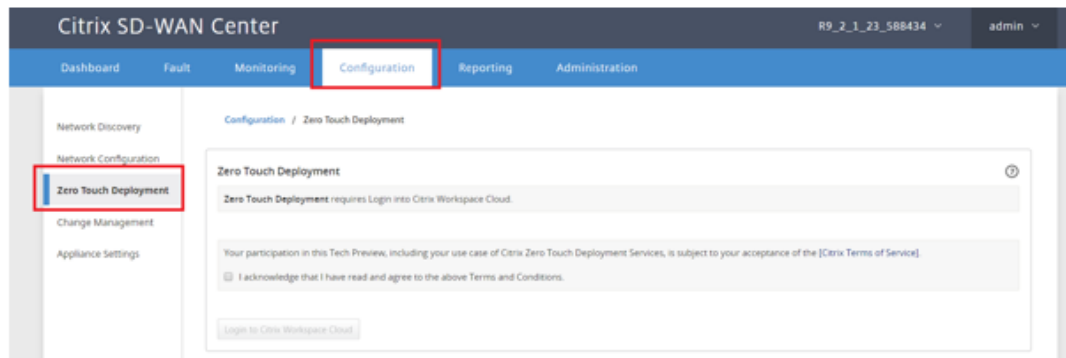 Citrix SD-WAN Center
R9_2_1_23_588434
admin
Dashboard Fault Monitoring Configuration Reporting Administration
Network Discovery
Network Configuration
Zero Touch Deployment
Change Management
Appliance Settings
Configuration / Zero Touch Deployment
Zero Touch Deployment
Zero Touch Deployment requires Login into Citrix Workspace Cloud.
Your participation in this Tech Preview, including your use case of Citrix Zero Touch Deployment Services, is subject to your acceptance of the [Citrix Terms of Service].
I acknowledge that I have read and agree to the above Terms and Conditions.
Login to Citrix Workspace Cloud